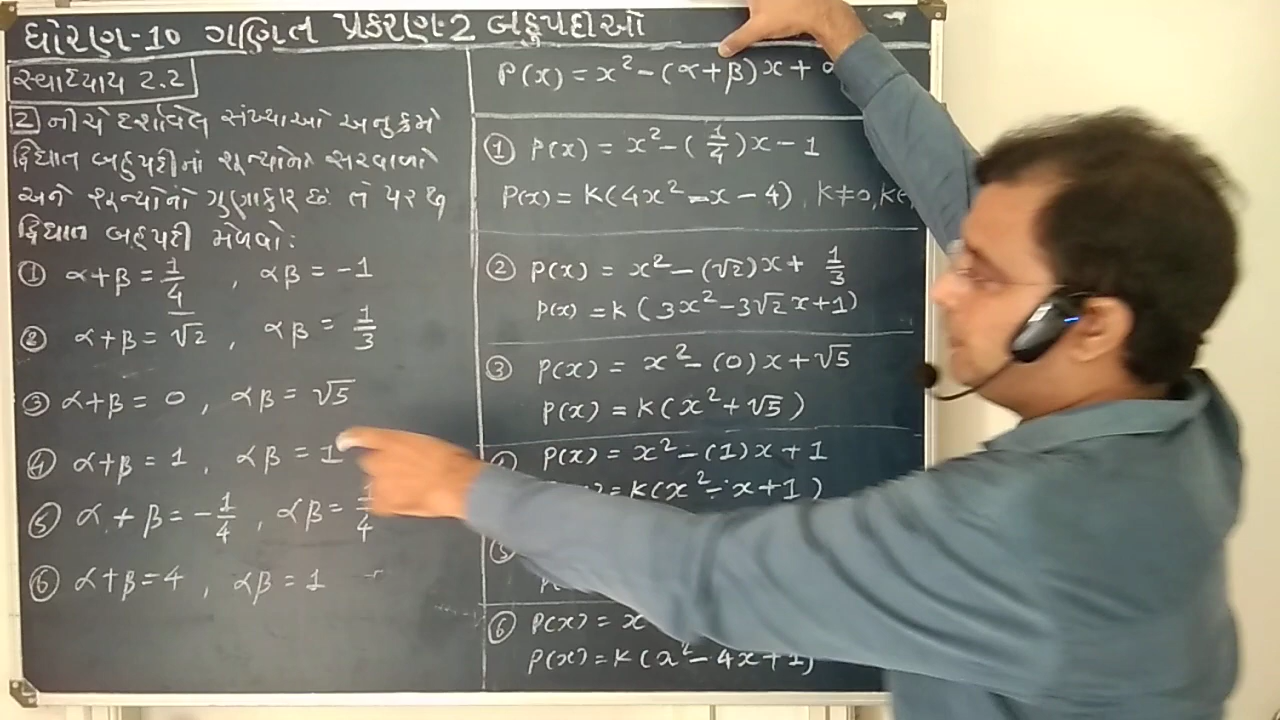 ધોરણ-10 ગણિત પ્રકરણ-2 બહુપદીઓ
સ્વાધ્યાય 2.2
2 નીચે દર્શાવેલ સંખ્યાઓ અનુક્રમે
દ્વિઘાત બહુપદીનાં શૂન્યોનો સરવાળો
અને શૂન્યોનો ગુણાકાર છે. તે પરથી
દ્વિઘાત બહુપદી મેળવો:
① α+β = 1/4 , αβ = -1
② α+β = √2 , αβ = 1/3
③ α+β = 0 , αβ = √5
④ α+β = 1 , αβ = 1
⑤ α + β = -1/4 , αβ = 1/4
⑥ α+β = 4 , αβ = 1
P(x) = x² - (α+β)x +
① P(x) = x² - (1/4)x - 1
P(x) = K(4x² - x - 4) , K≠0, K∈
② P(x) = x² - (√2)x + 1/3
P(x) = K (3x² - 3√2x + 1)
③ P(x) = x² - (0)x + √5
P(x) = K(x² + √5)
P(x) = x² - (1)x + 1
= K(x² - x + 1)
⑤
⑥ P(x) = x
P(x) = K(x² - 4x + 1)